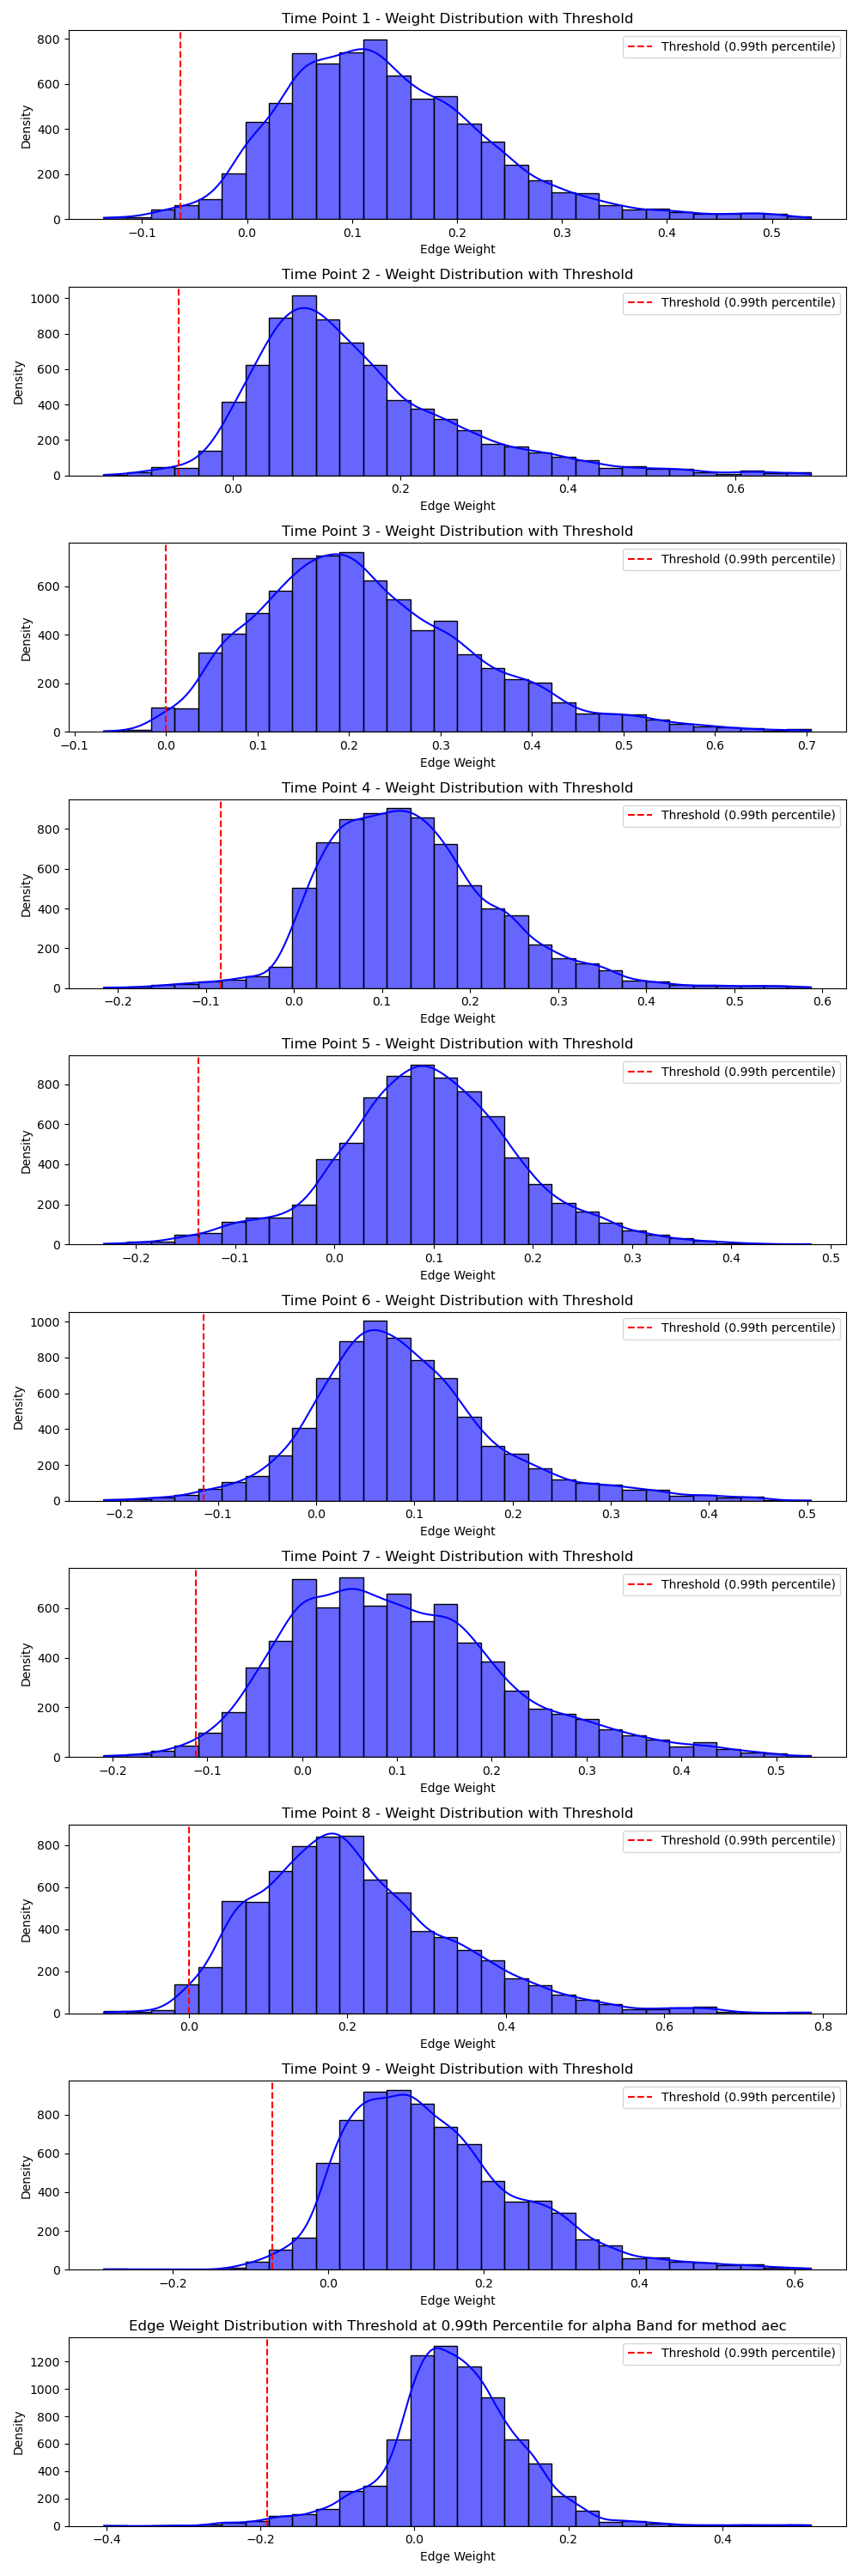 Time Point 1 - Weight Distribution with Threshold
Threshold (0.99th percentile)
800
600
400
200
0
Density
−0.1 0.0 0.1 0.2 0.3 0.4 0.5
Edge Weight
Time Point 2 - Weight Distribution with Threshold
Threshold (0.99th percentile)
1000
800
600
400
200
0
Density
0.0 0.2 0.4 0.6
Edge Weight
Time Point 3 - Weight Distribution with Threshold
Threshold (0.99th percentile)
600
400
200
0
Density
−0.1 0.0 0.1 0.2 0.3 0.4 0.5 0.6 0.7
Edge Weight
Time Point 4 - Weight Distribution with Threshold
Threshold (0.99th percentile)
800
600
400
200
0
Density
−0.2 −0.1 0.0 0.1 0.2 0.3 0.4 0.5 0.6
Edge Weight
Time Point 5 - Weight Distribution with Threshold
Threshold (0.99th percentile)
800
600
400
200
0
Density
−0.2 −0.1 0.0 0.1 0.2 0.3 0.4 0.5
Edge Weight
Time Point 6 - Weight Distribution with Threshold
Threshold (0.99th percentile)
1000
800
600
400
200
0
Density
−0.2 −0.1 0.0 0.1 0.2 0.3 0.4 0.5
Edge Weight
Time Point 7 - Weight Distribution with Threshold
Threshold (0.99th percentile)
600
400
200
0
Density
−0.2 −0.1 0.0 0.1 0.2 0.3 0.4 0.5
Edge Weight
Time Point 8 - Weight Distribution with Threshold
Threshold (0.99th percentile)
800
600
400
200
0
Density
0.0 0.2 0.4 0.6 0.8
Edge Weight
Time Point 9 - Weight Distribution with Threshold
Threshold (0.99th percentile)
800
600
400
200
0
Density
−0.2 0.0 0.2 0.4 0.6
Edge Weight
Edge Weight Distribution with Threshold at 0.99th Percentile for alpha Band for method aec
Threshold (0.99th percentile)
1200
1000
800
600
400
200
0
Density
−0.4 −0.2 0.0 0.2 0.4
Edge Weight